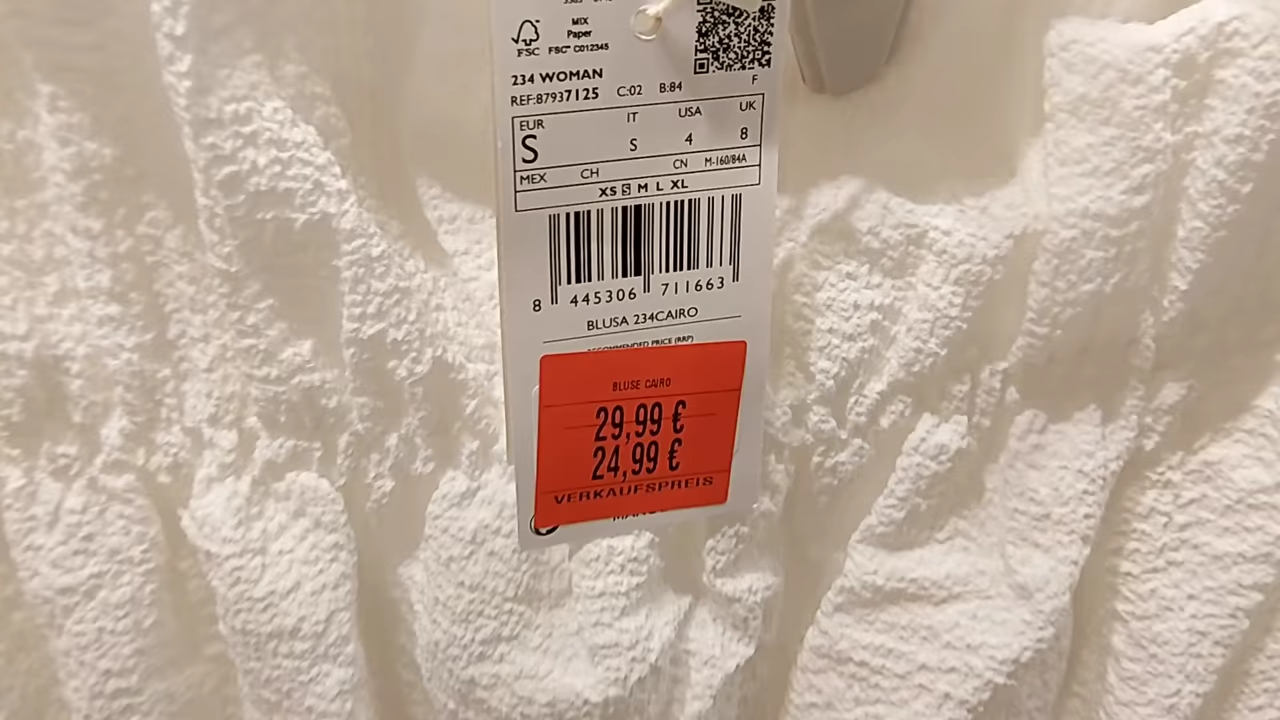 MIX
Paper
FSC
FSC™ C012345
234 WOMAN
REF:87937125 C:02 B:84 F
EUR IT USA UK
S S 4 8
MEX CH CN M-160/84A
XS S M L XL
8 445306 711663
BLUSA 234CAIRO
RECOMMENDED PRICE (RRP)
BLUSE CAIRO
29,99 €
24,99 €
VERKAUFSPREIS